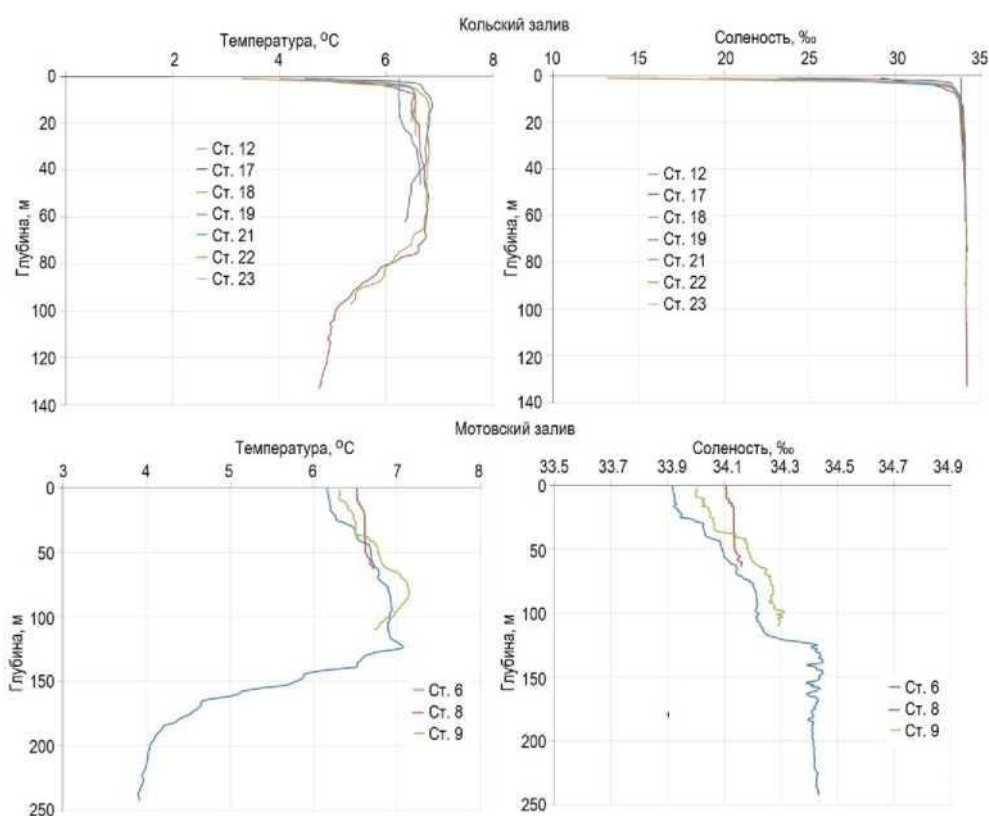 Кольский залив
Температура, ⁰С
2 4 6 8
0
20
40
60
80
100
120
140
Глубина, м
Ст. 12
Ст. 17
Ст. 18
Ст. 19
Ст. 21
Ст. 22
Ст. 23
Соленость, ‰
10 15 20 25 30 35
0
20
40
60
80
100
120
140
Глубина, м
Ст. 12
Ст. 17
Ст. 18
Ст. 19
Ст. 21
Ст. 22
Ст. 23
Мотовский залив
Температура, ⁰С
3 4 5 6 7 8
0
50
100
150
200
250
Глубина, м
Ст. 6
Ст. 8
Ст. 9
Соленость, ‰
33.5 33.7 33.9 34.1 34.3 34.5 34.7 34.9
0
50
100
150
200
250
Глубина, м
Ст. 6
Ст. 8
Ст. 9